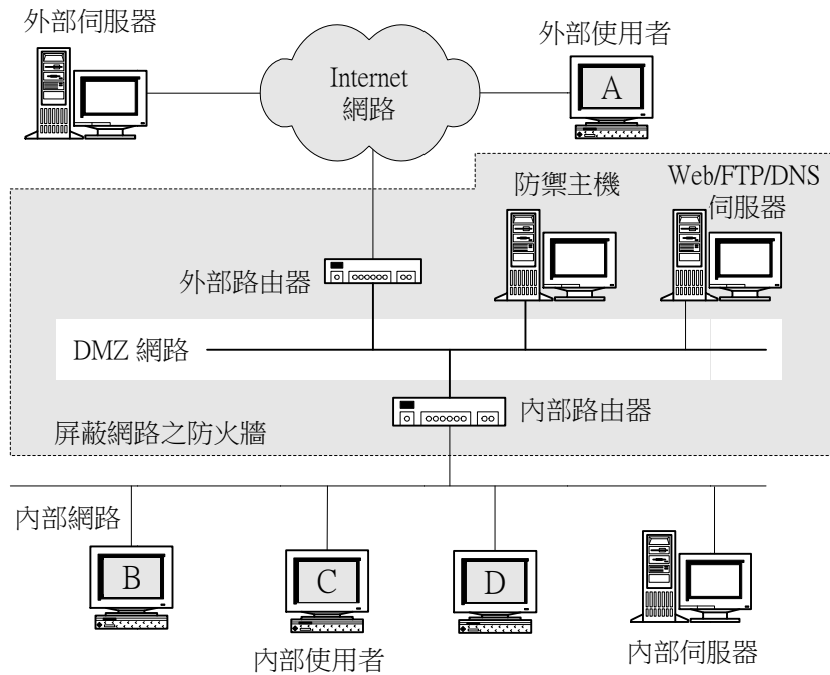 外部伺服器
外部使用者
Internet
網路
A
防禦主機
Web/FTP/DNS
伺服器
外部路由器
DMZ 網路
內部路由器
屏蔽網路之防火牆
內部網路
B
C
D
內部使用者
內部伺服器